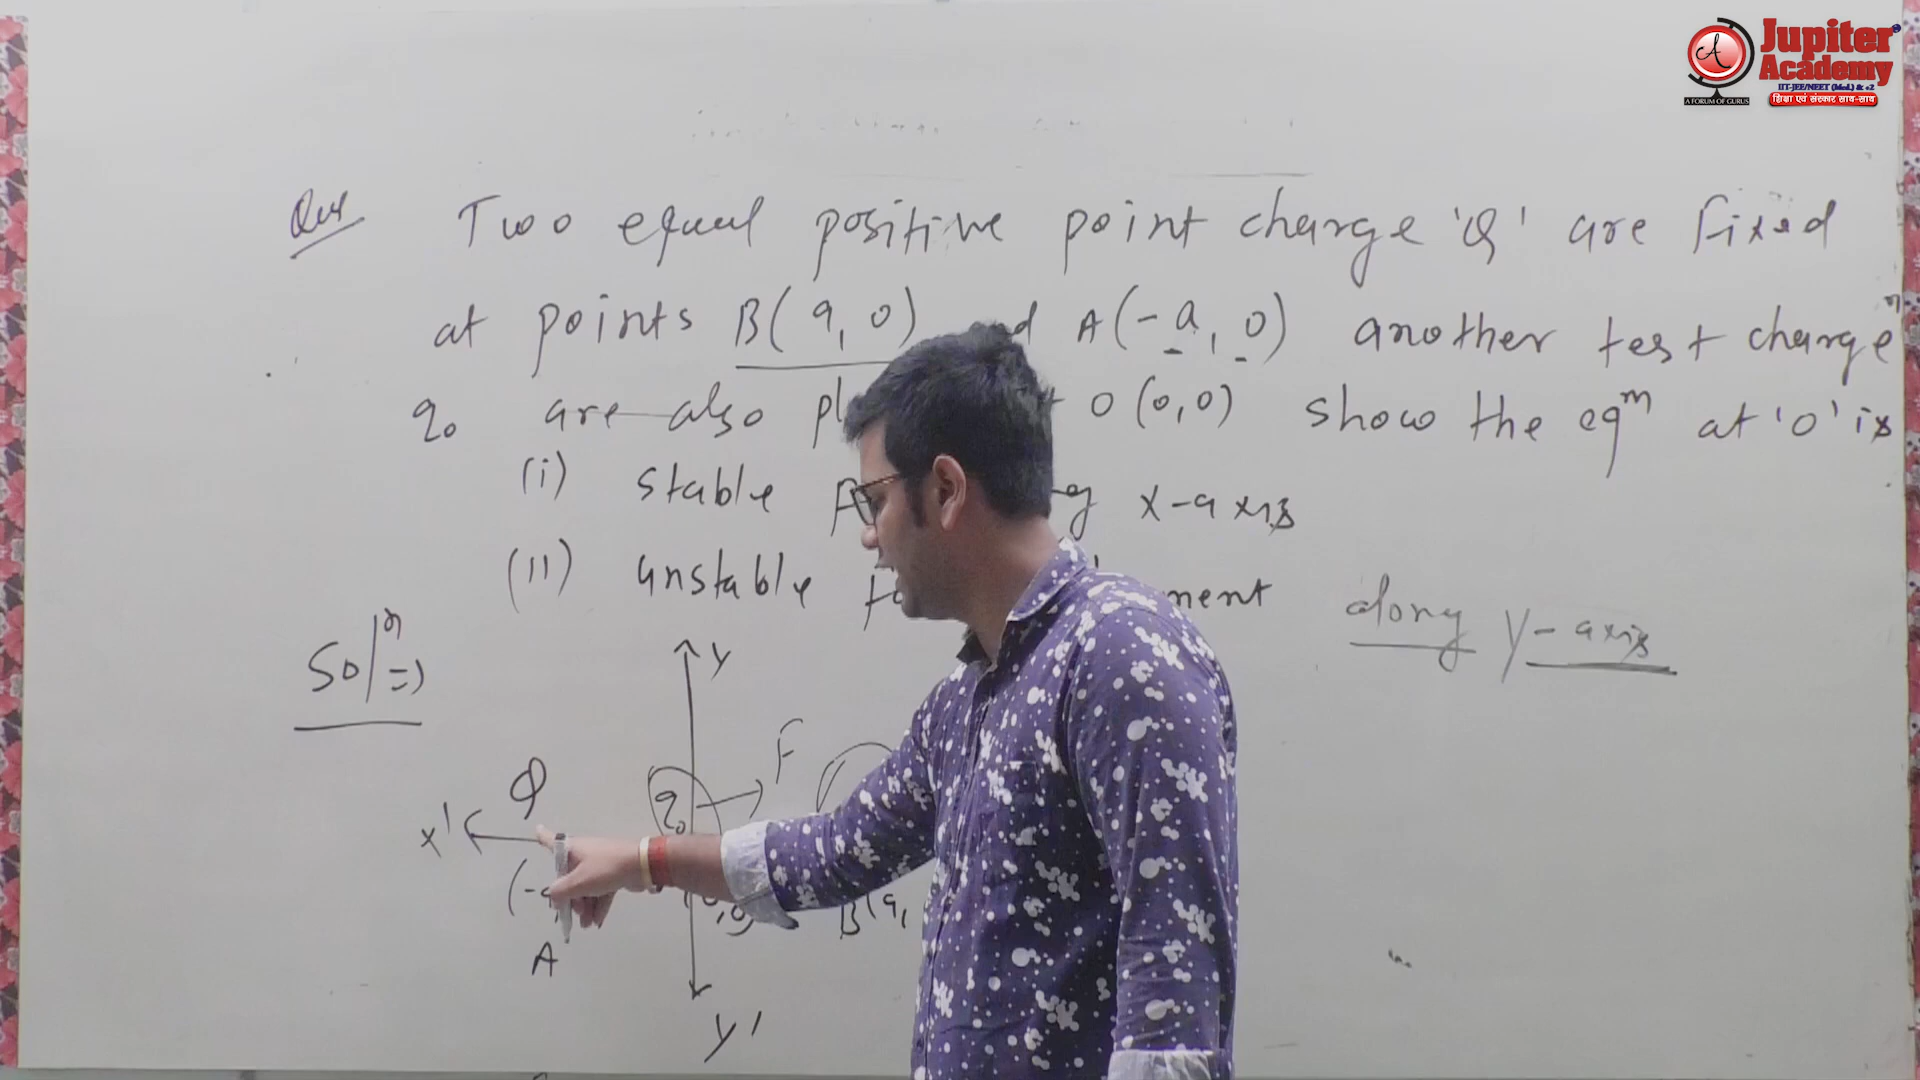 Jupiter
Academy
IIT-JEE/NEET (Med.) & +2
A FORUM OF GURUS
शिक्षा एवं संस्कार साथ-साथ
Que Two equal positive point charge 'Q' are fixed
at points B(a, 0) A(-a, 0) another test charge
q₀ are also O(0,0) show the eqᵐ at 'O' is
(i) stable x-axis
(ii) unstable along y-axis
Solⁿ =>
Y
F
Q
q₀
x'
(-a
,0)
B(a,
A
y'